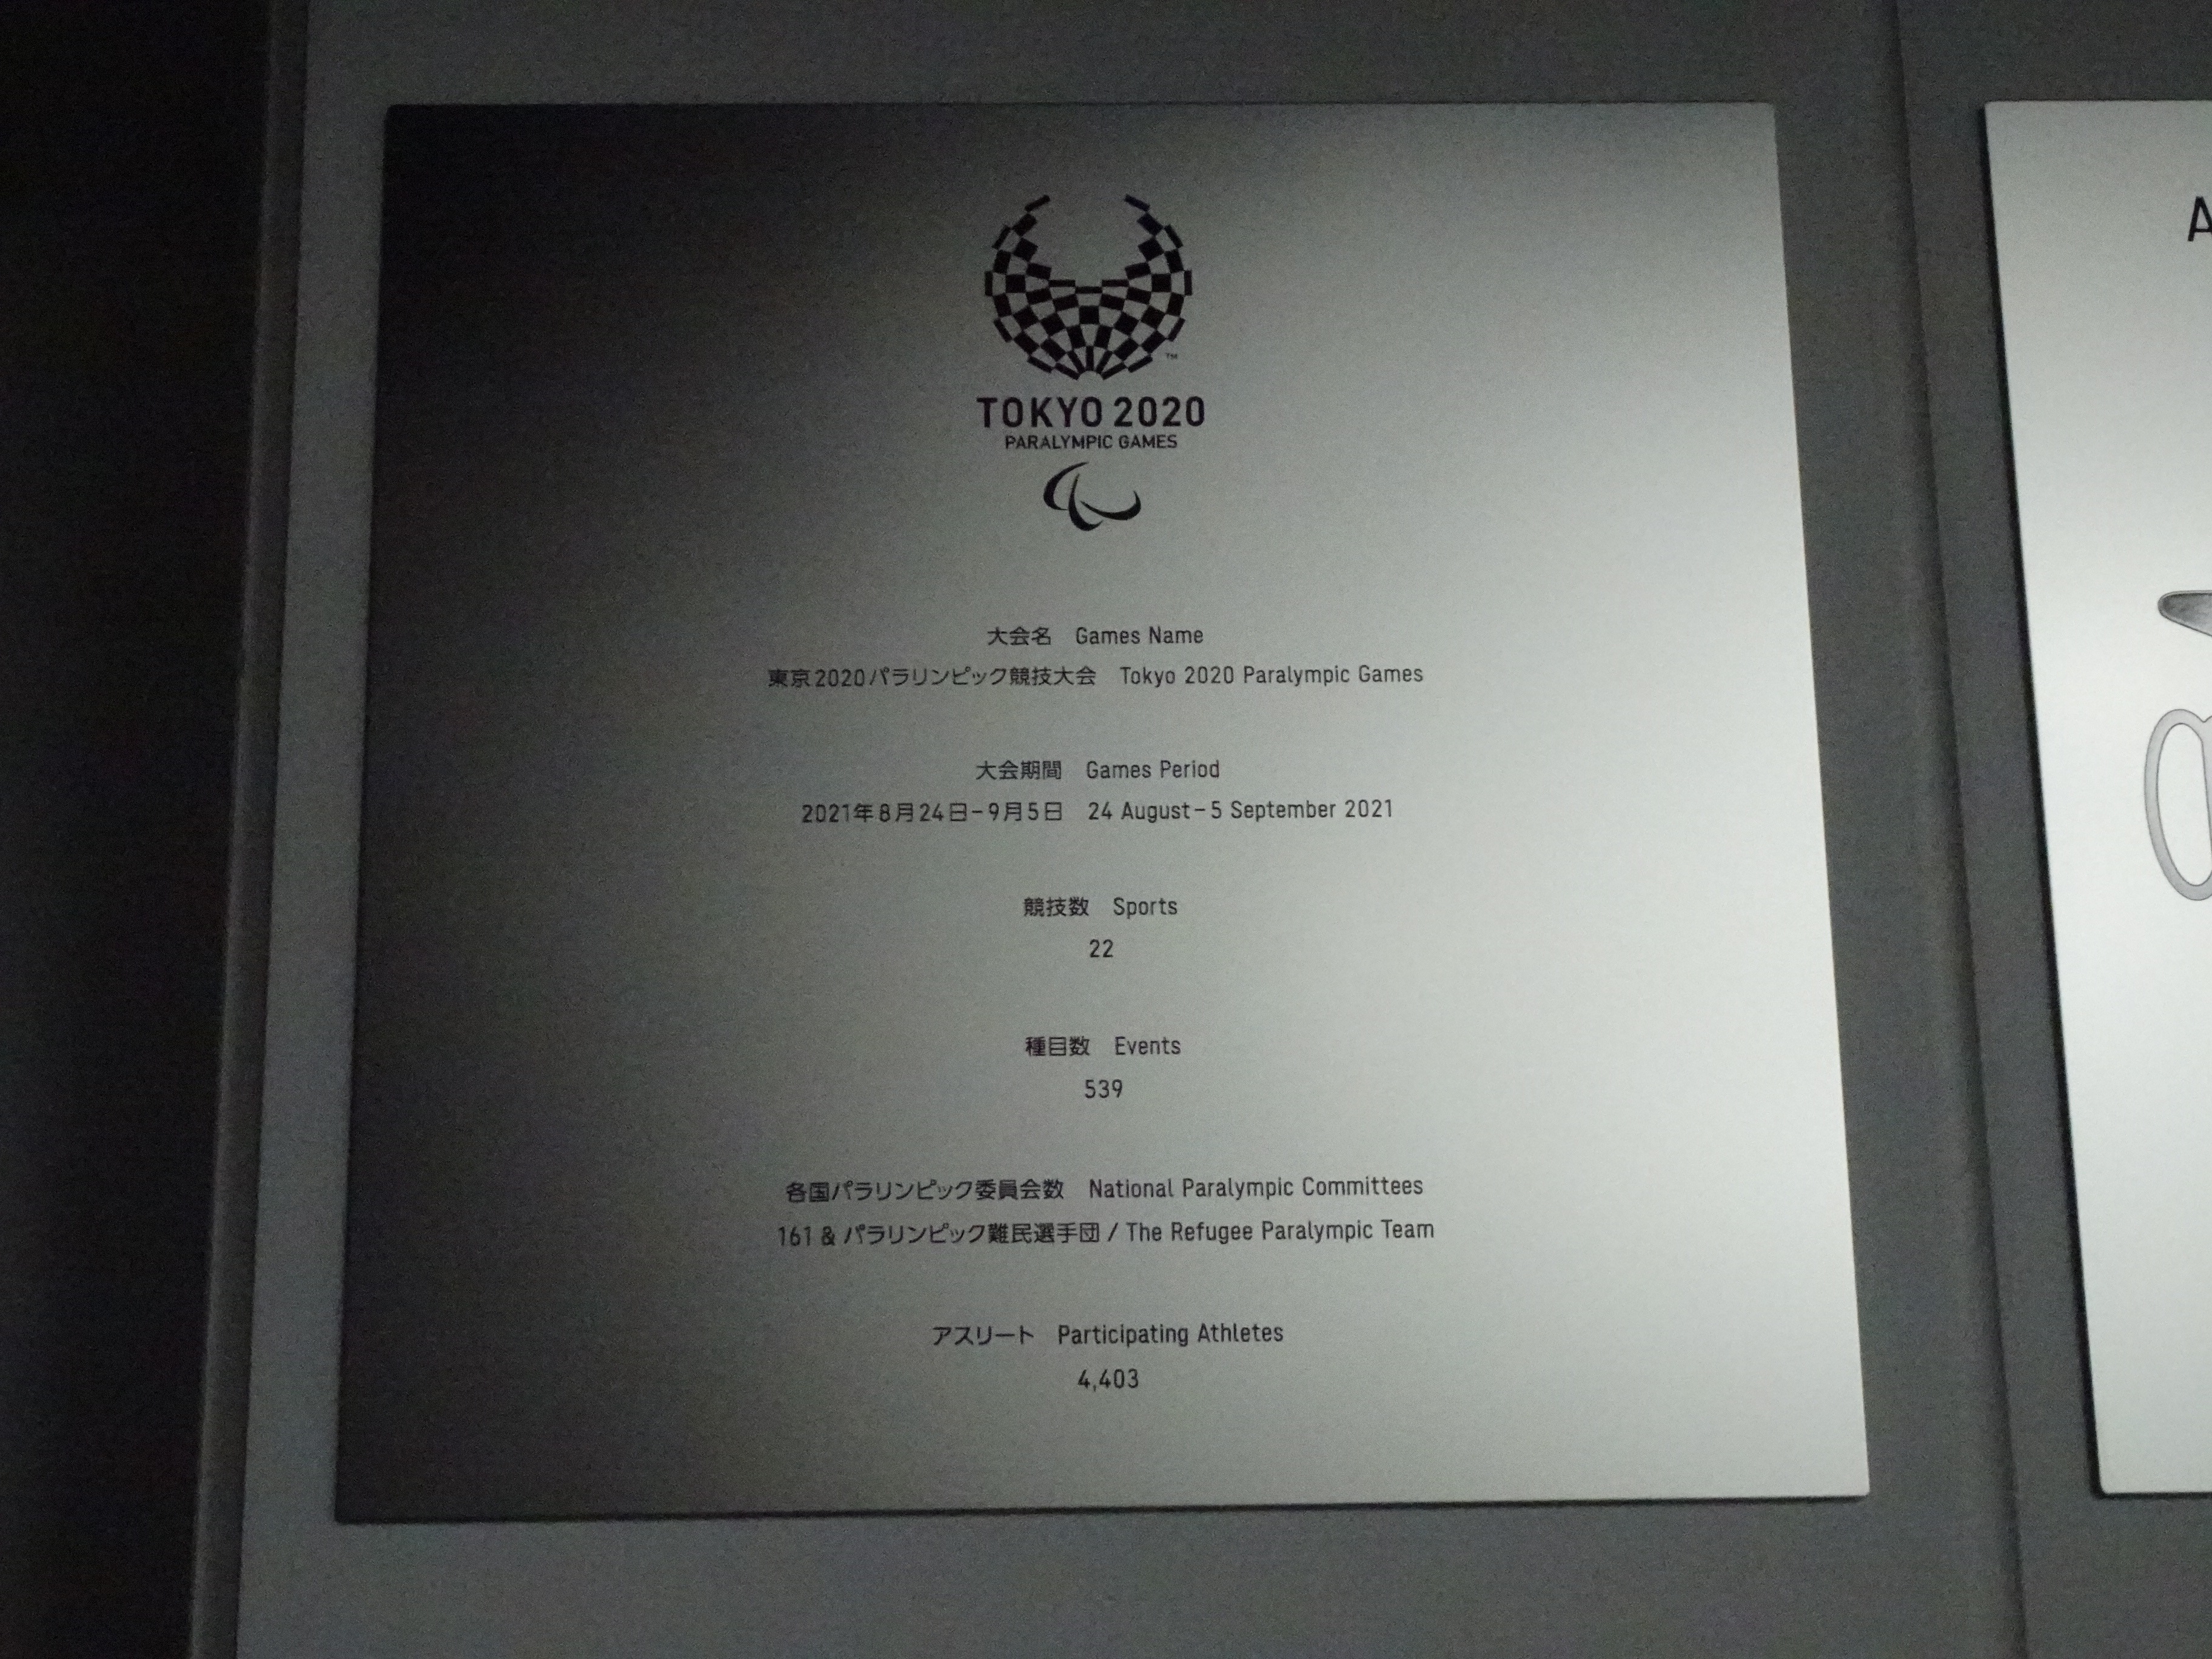 TM
TOKYO 2020
PARALYMPIC GAMES
大会名 Games Name
東京2020パラリンピック競技大会 Tokyo 2020 Paralympic Games
大会期間 Games Period
2021年8月24日−9月5日 24 August−5 September 2021
競技数 Sports
22
種目数 Events
539
各国パラリンピック委員会数 National Paralympic Committees
161 & パラリンピック難民選手団 / The Refugee Paralympic Team
アスリート Participating Athletes
4,403